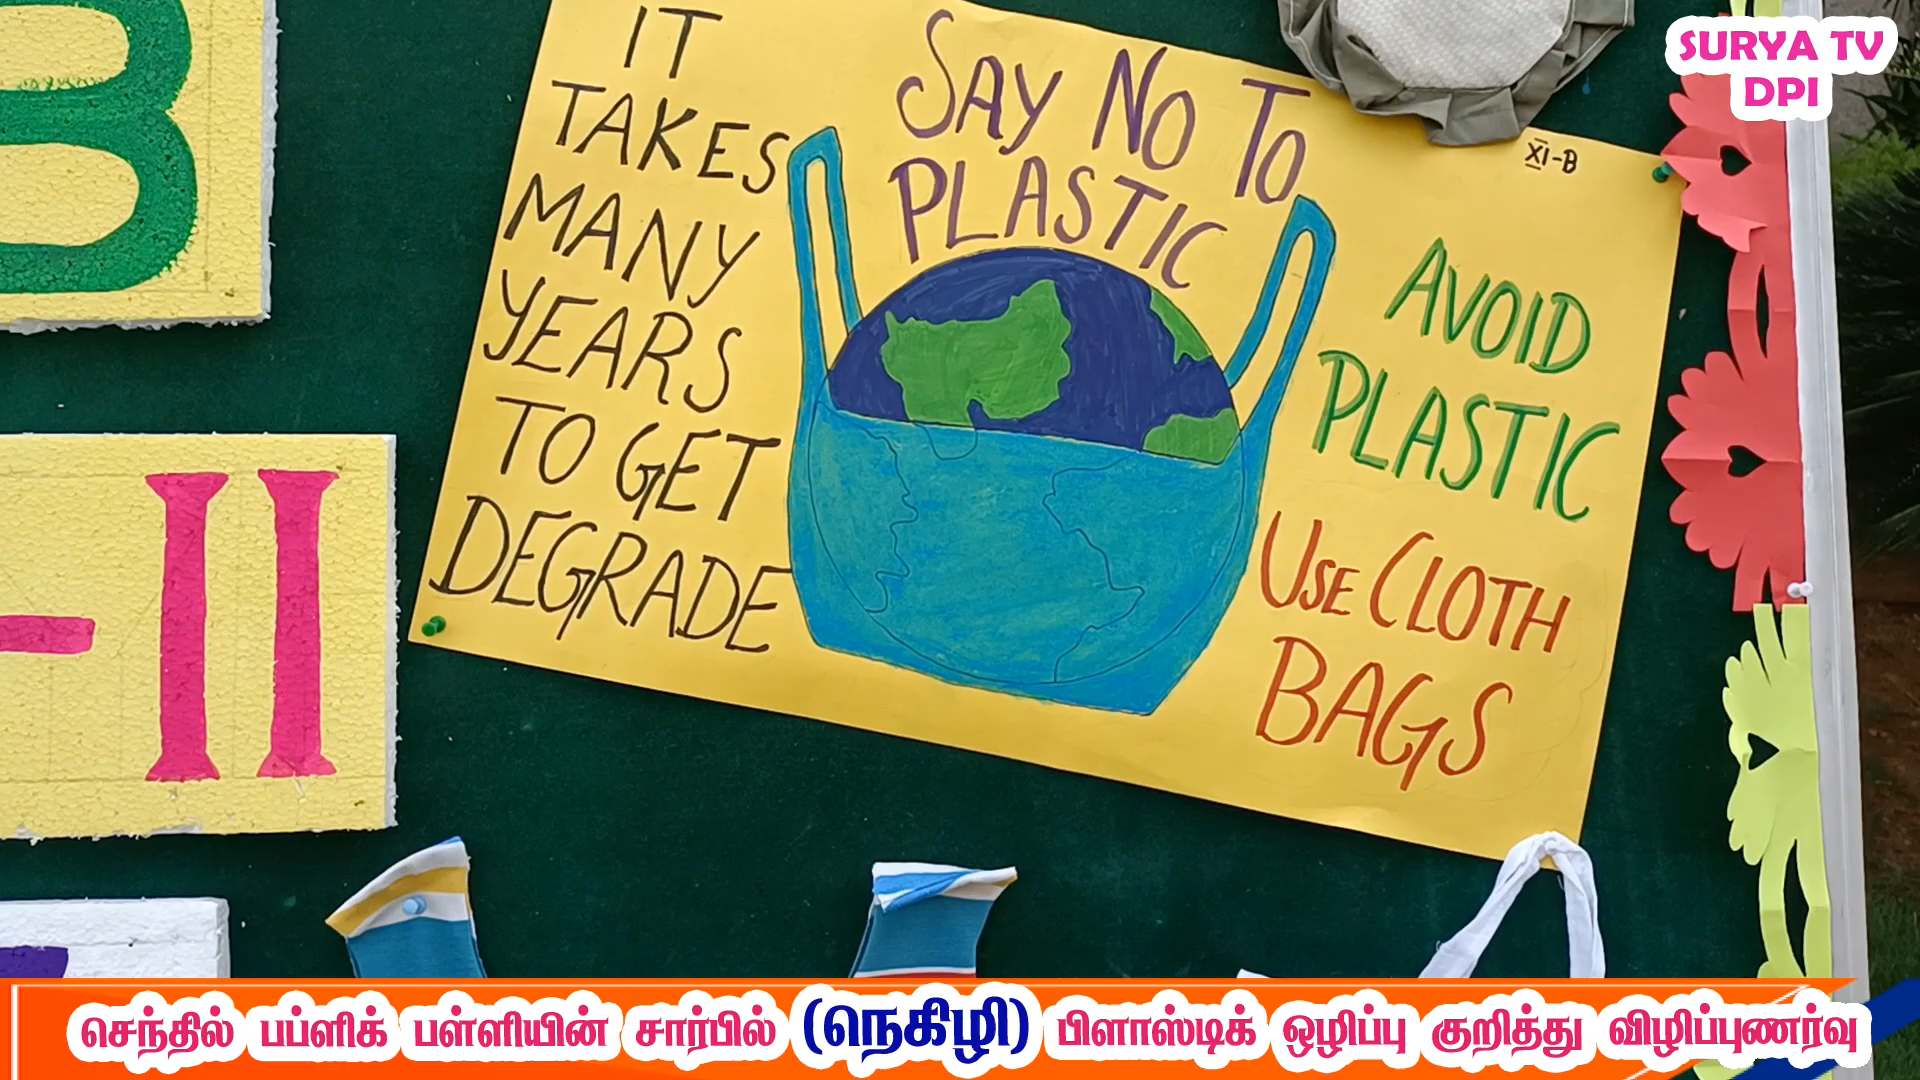 SURYA TV
DPI
B
-II
IT
TAKES
MANY
YEARS
TO GET
DEGRADE
SAY NO TO
PLASTIC
XI-B
AVOID
PLASTIC
USE CLOTH
BAGS
செந்தில் பப்ளிக் பள்ளியின் சார்பில் (நெகிழி) பிளாஸ்டிக் ஒழிப்பு குறித்து விழிப்புணர்வு